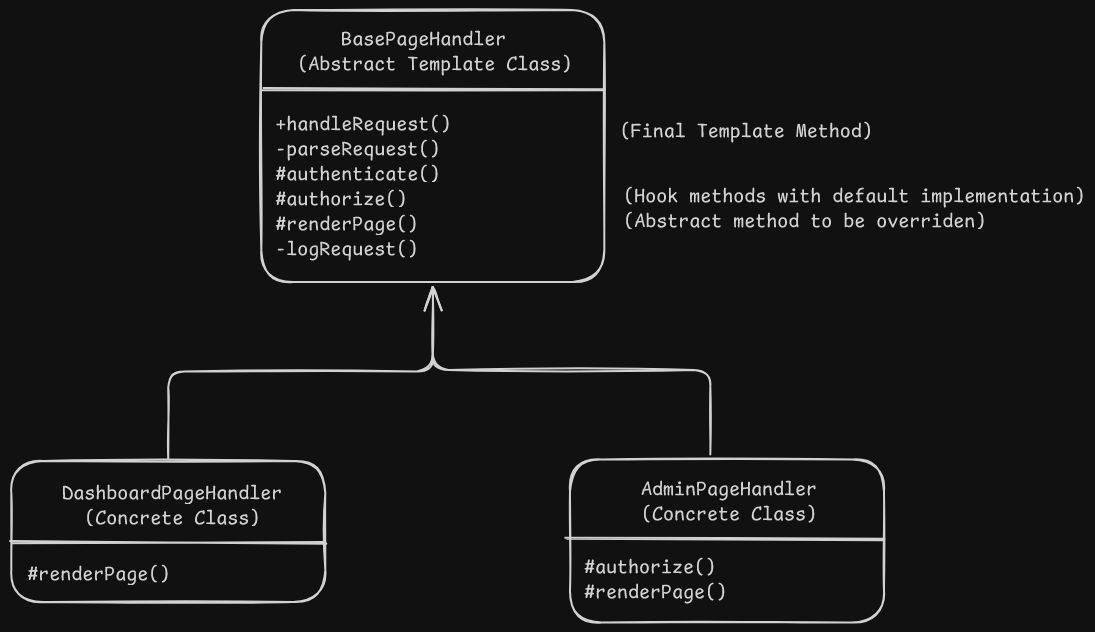 BasePageHandler
(Abstract Template Class)
+handleRequest()
(Final Template Method)
-parseRequest()
#authenticate()
#authorize()
(Hook methods with default implementation)
#renderPage()
(Abstract method to be overriden)
-logRequest()
DashboardPageHandler
(Concrete Class)
#renderPage()
AdminPageHandler
(Concrete Class)
#authorize()
#renderPage()